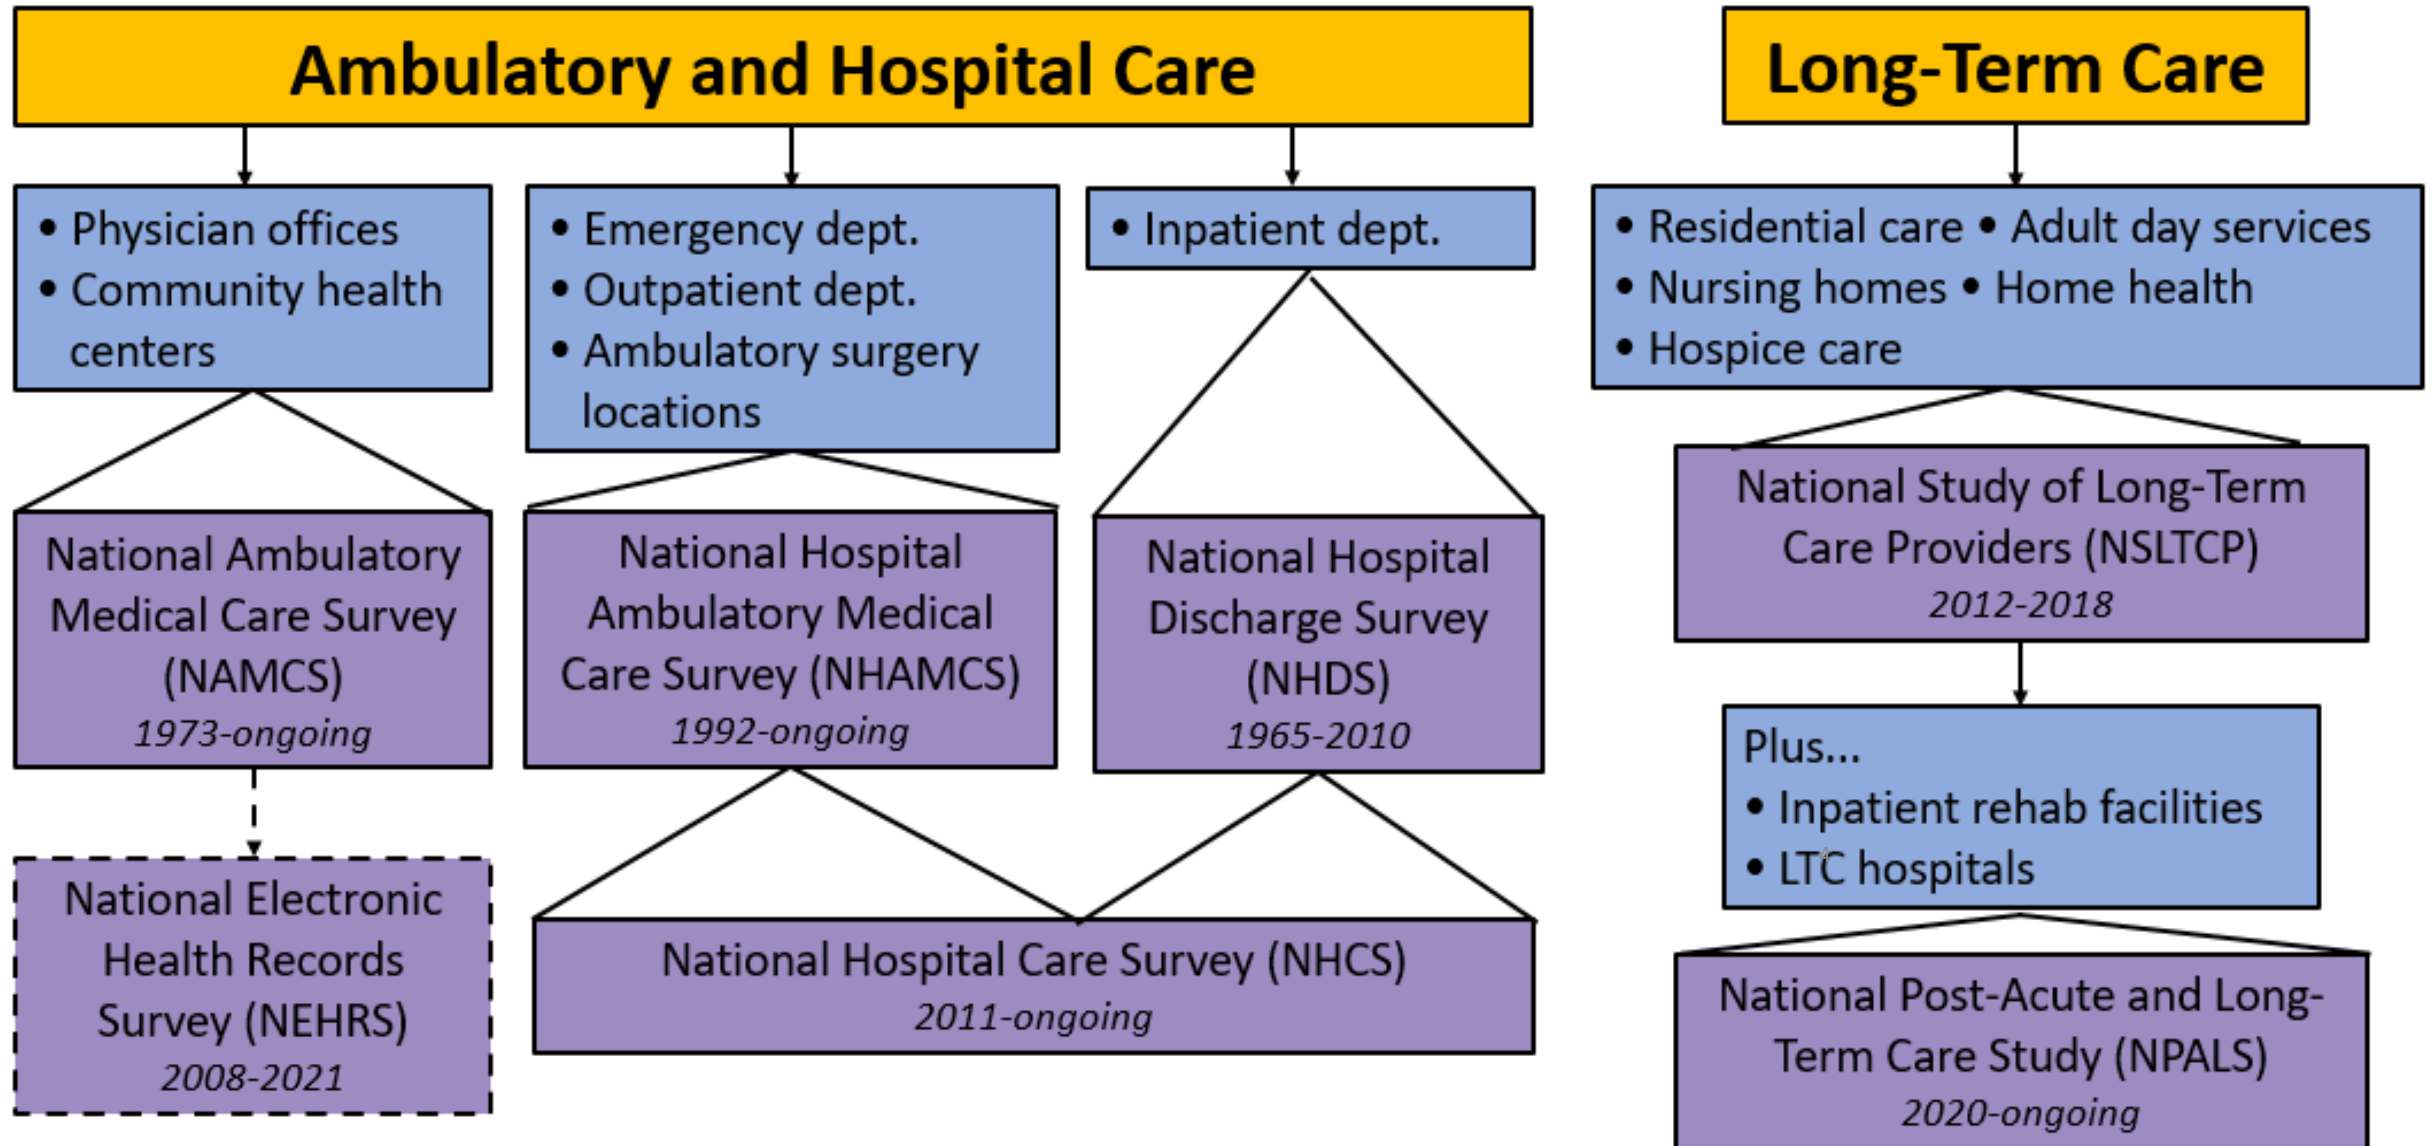 Ambulatory and Hospital Care
• Physician offices
• Community health
centers
• Emergency dept.
• Outpatient dept.
• Ambulatory surgery
locations
• Inpatient dept.
National Ambulatory
Medical Care Survey
(NAMCS)
1973-ongoing
National Hospital
Ambulatory Medical
Care Survey (NHAMCS)
1992-ongoing
National Hospital
Discharge Survey
(NHDS)
1965-2010
National Electronic
Health Records
Survey (NEHRS)
2008-2021
National Hospital Care Survey (NHCS)
2011-ongoing
Long-Term Care
• Residential care • Adult day services
• Nursing homes • Home health
• Hospice care
National Study of Long-Term
Care Providers (NSLTCP)
2012-2018
Plus...
• Inpatient rehab facilities
• LTC hospitals
National Post-Acute and Long-
Term Care Study (NPALS)
2020-ongoing